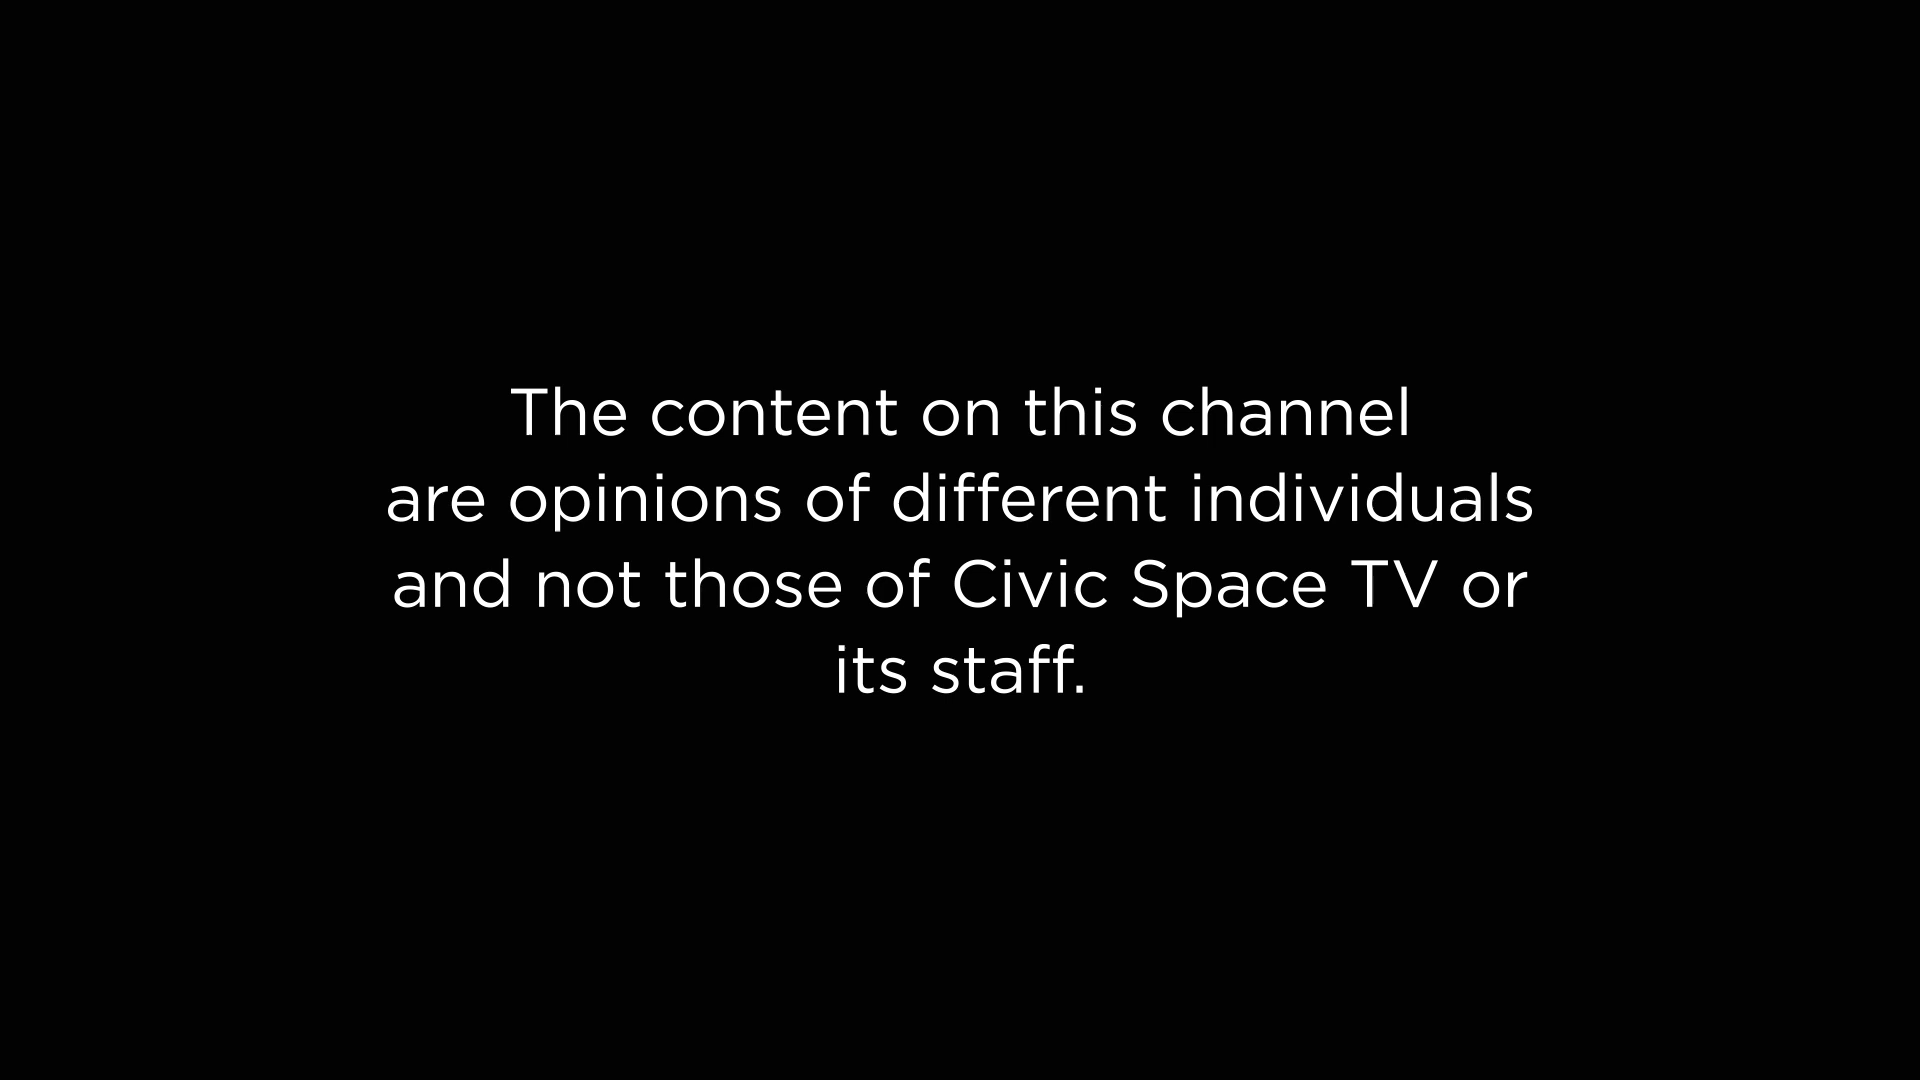 The content on this channel
are opinions of different individuals
and not those of Civic Space TV or
its staff.